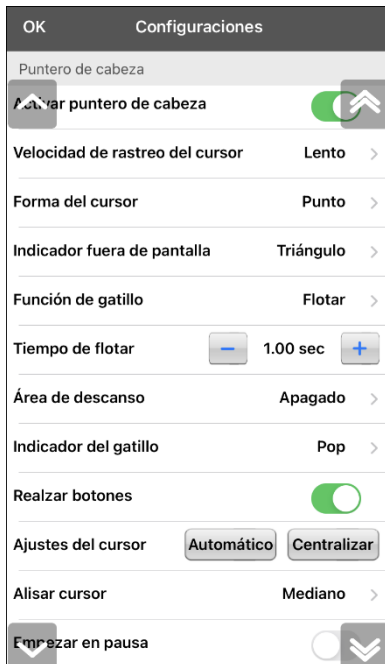 OK Configuraciones
Puntero de cabeza
Activar puntero de cabeza
Velocidad de rastreo del cursor Lento
Forma del cursor Punto
Indicador fuera de pantalla Triángulo
Función de gatillo Flotar
Tiempo de flotar − 1.00 sec +
Área de descanso Apagado
Indicador del gatillo Pop
Realzar botones
Ajustes del cursor Automático Centralizar
Alisar cursor Mediano
Empezar en pausa